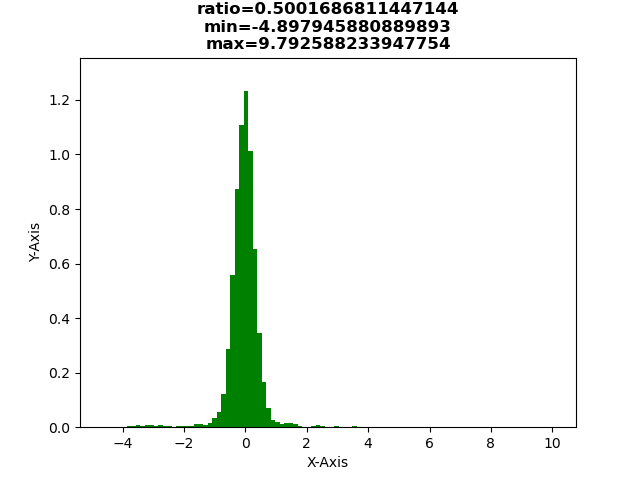 ratio=0.5001686811447144
min=-4.897945880889893
max=9.792588233947754
1.2
1.0
0.8
0.6
0.4
0.2
0.0
Y-Axis
−4 −2 0 2 4 6 8 10
X-Axis